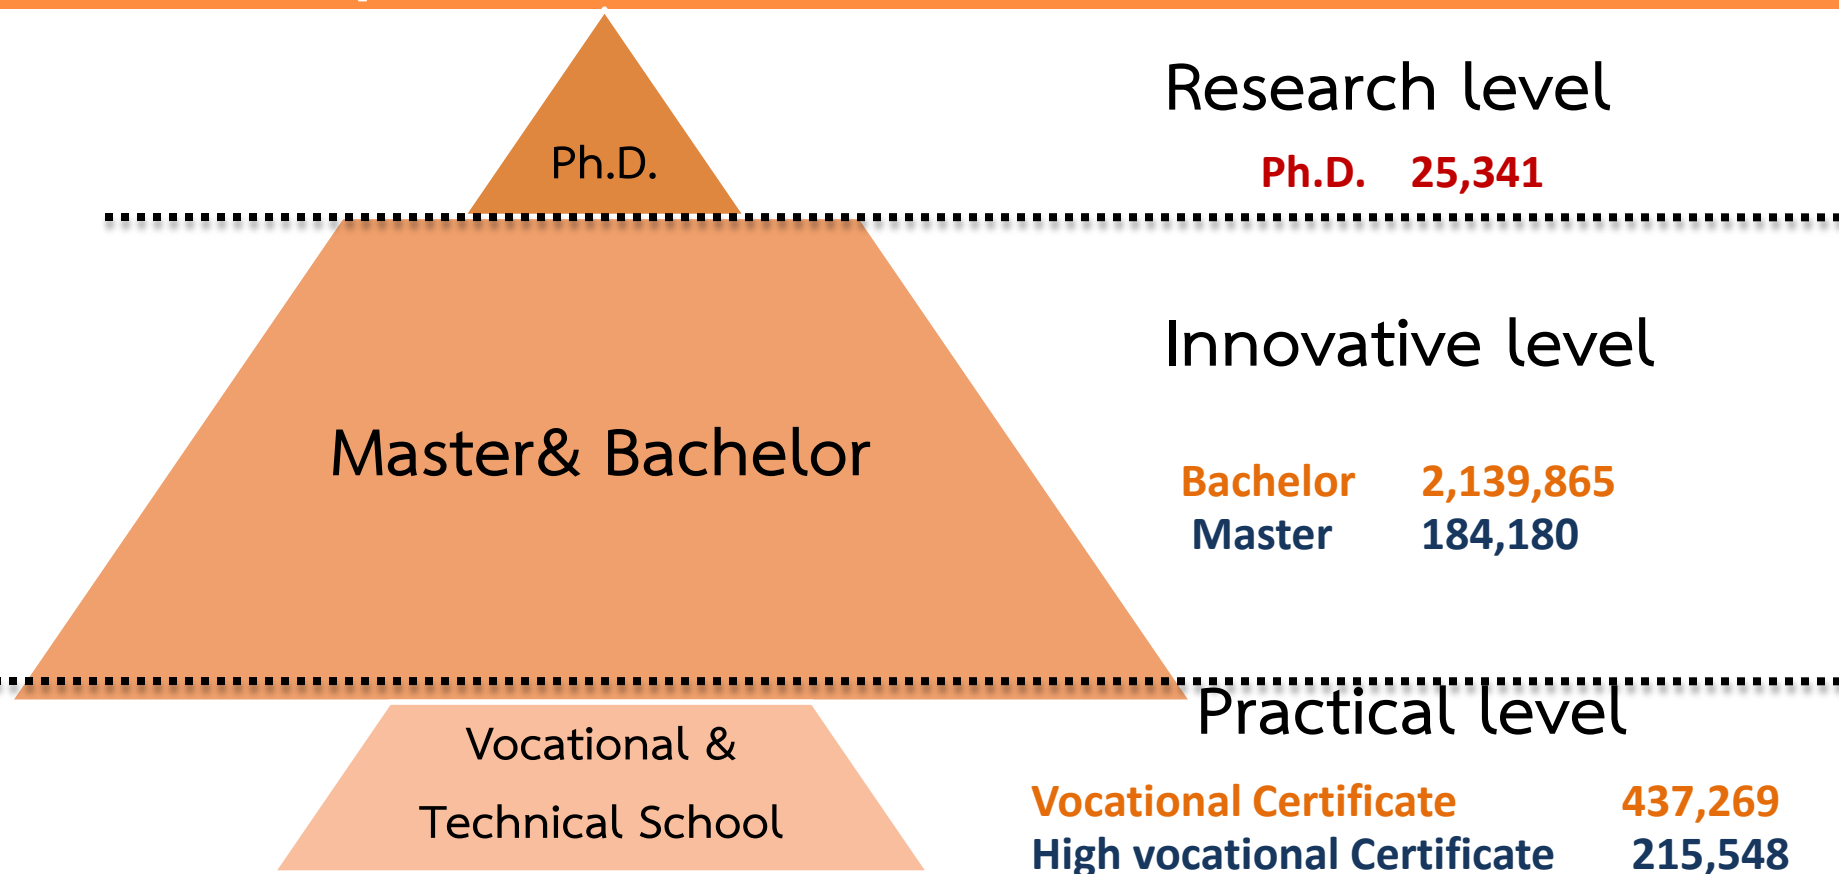 Research level
Ph.D.
Ph.D. 25,341
Innovative level
Master& Bachelor
Bachelor 2,139,865
Master 184,180
Practical level
Vocational &
Technical School
Vocational Certificate 437,269
High vocational Certificate 215,548